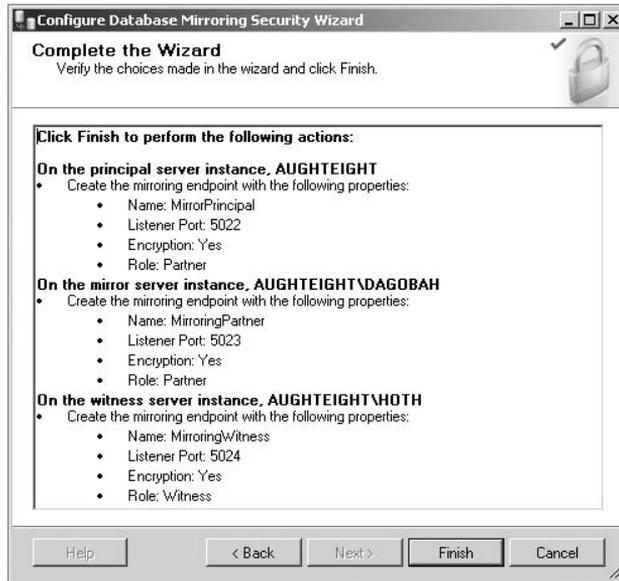 Configure Database Mirroring Security Wizard
Complete the Wizard
Verify the choices made in the wizard and click Finish.
Click Finish to perform the following actions:
On the principal server instance, AUGHTEIGHT
• Create the mirroring endpoint with the following properties:
• Name: MirrorPrincipal
• Listener Port: 5022
• Encryption: Yes
• Role: Partner
On the mirror server instance, AUGHTEIGHT\DAGOBAH
• Create the mirroring endpoint with the following properties:
• Name: MirroringPartner
• Listener Port: 5023
• Encryption: Yes
• Role: Partner
On the witness server instance, AUGHTEIGHT\HOTH
• Create the mirroring endpoint with the following properties:
• Name: MirroringWitness
• Listener Port: 5024
• Encryption: Yes
• Role: Witness
Help < Back Next > Finish Cancel